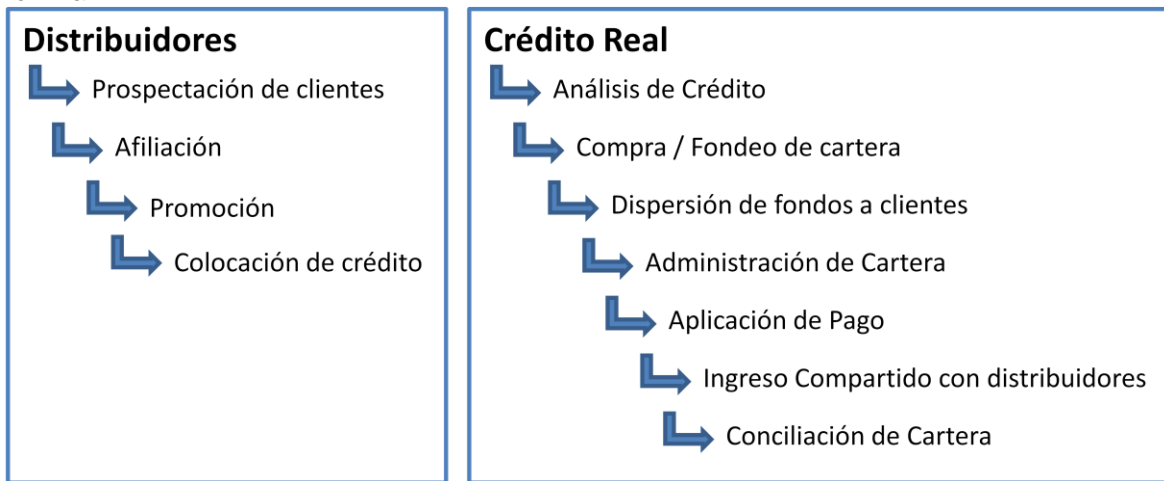 Distribuidores
Prospectación de clientes
Afiliación
Promoción
Colocación de crédito
Crédito Real
Análisis de Crédito
Compra / Fondeo de cartera
Dispersión de fondos a clientes
Administración de Cartera
Aplicación de Pago
Ingreso Compartido con distribuidores
Conciliación de Cartera